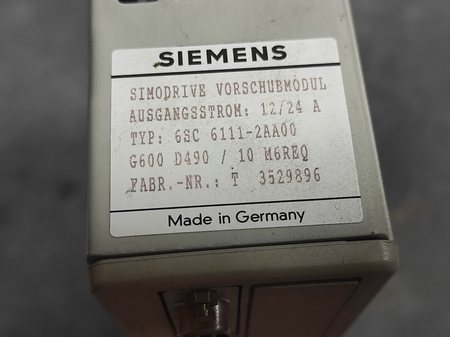 SIEMENS
SIMODRIVE VORSCHUBMODUL
AUSGANGSSTROM: 12/24 A
TYP: 6SC 6111-2AA00
G600 D490 / 10 M6REQ
FABR.-NR.: T 3529896
Made in Germany